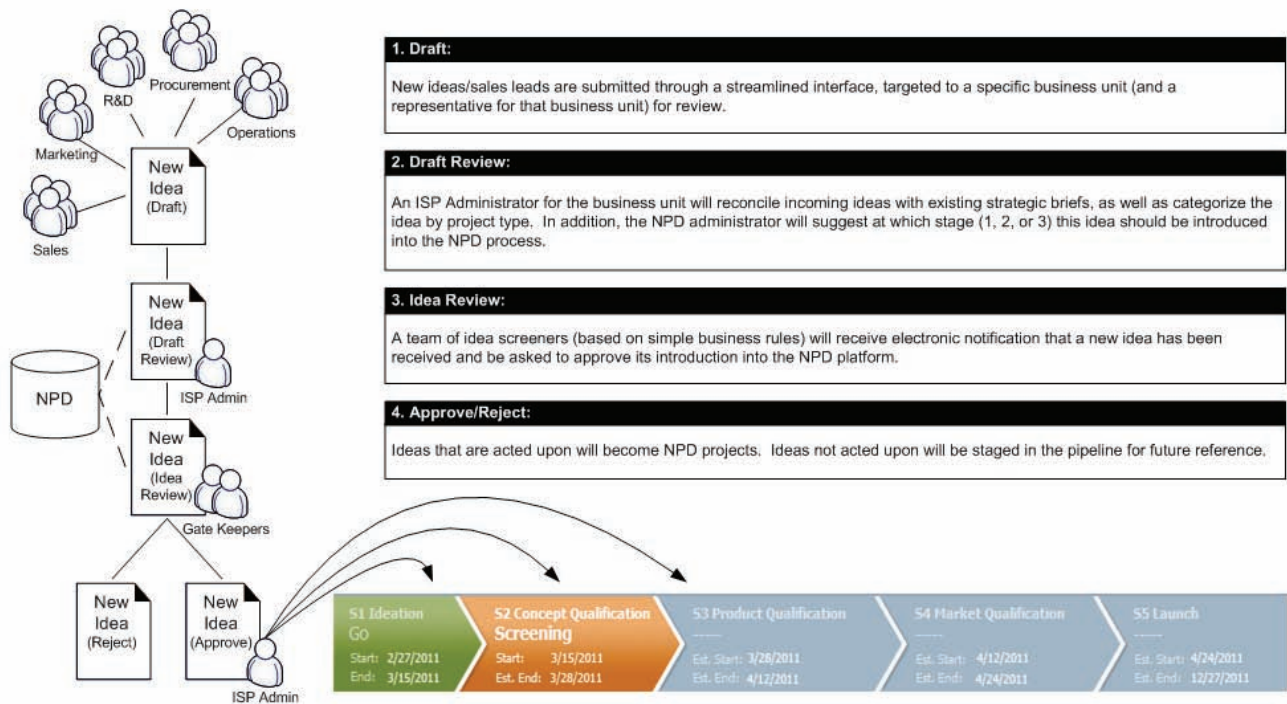 R&D
Procurement
Operations
Marketing
Sales
New
Idea
(Draft)
New
Idea
(Draft
Review)
ISP Admin
NPD
New
Idea
(Idea
Review)
Gate Keepers
New
Idea
(Reject)
New
Idea
(Approve)
ISP Admin
1. Draft:
New ideas/sales leads are submitted through a streamlined interface, targeted to a specific business unit (and a
representative for that business unit) for review.
2. Draft Review:
An ISP Administrator for the business unit will reconcile incoming ideas with existing strategic briefs, as well as categorize the
idea by project type. In addition, the NPD administrator will suggest at which stage (1, 2, or 3) this idea should be introduced
into the NPD process.
3. Idea Review:
A team of idea screeners (based on simple business rules) will receive electronic notification that a new idea has been
received and be asked to approve its introduction into the NPD platform.
4. Approve/Reject:
Ideas that are acted upon will become NPD projects. Ideas not acted upon will be staged in the pipeline for future reference.
S1 Ideation
Go
Start: 2/27/2011
End: 3/15/2011
S2 Concept Qualification
Screening
Start: 3/15/2011
Est. End: 3/28/2011
S3 Product Qualification
-----
Est. Start: 3/28/2011
Est. End: 4/12/2011
S4 Market Qualification
-----
Est. Start: 4/12/2011
Est. End: 4/24/2011
S5 Launch
-----
Est. Start: 4/24/2011
Est. End: 12/27/2011